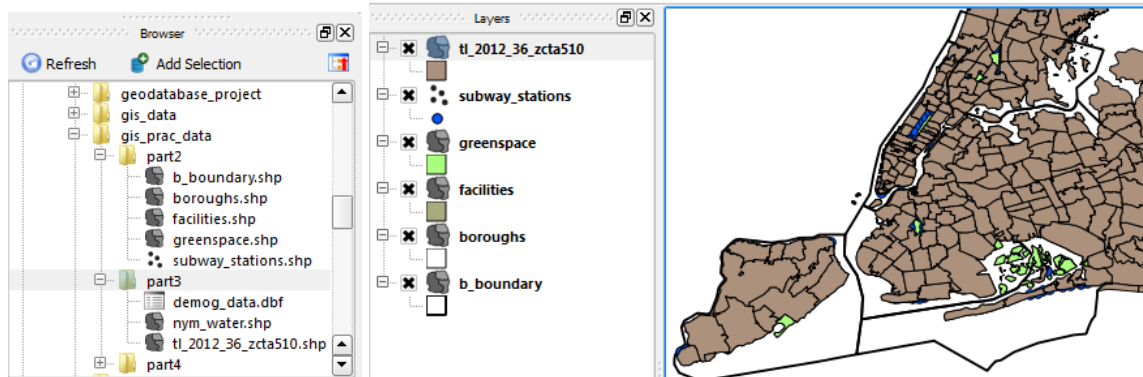 Browser
Refresh Add Selection
geodatabase_project
gis_data
gis_prac_data
part2
b_boundary.shp
boroughs.shp
facilities.shp
greenspace.shp
subway_stations.shp
part3
demog_data.dbf
nym_water.shp
tl_2012_36_zcta510.shp
part4
Layers
tl_2012_36_zcta510
subway_stations
greenspace
facilities
boroughs
b_boundary